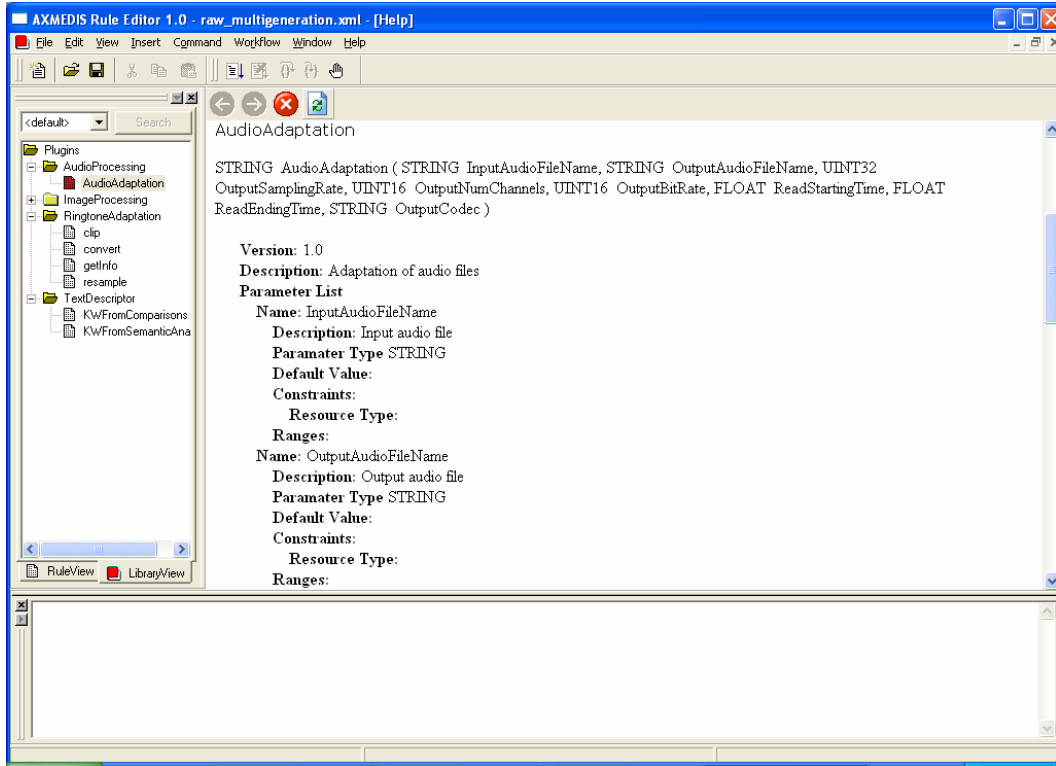 AXMEDIS Rule Editor 1.0 - raw_multigeneration.xml - [Help]
File Edit View Insert Command Workflow Window Help
<default> Search
Plugins
AudioProcessing
AudioAdaptation
ImageProcessing
RingtoneAdaptation
clip
convert
getInfo
resample
TextDescriptor
KWFromComparisons
KWFromSemanticAna
RuleView LibraryView
AudioAdaptation
STRING AudioAdaptation ( STRING InputAudioFileName, STRING OutputAudioFileName, UINT32
OutputSamplingRate, UINT16 OutputNumChannels, UINT16 OutputBitRate, FLOAT ReadStartingTime, FLOAT
ReadEndingTime, STRING OutputCodec )
Version: 1.0
Description: Adaptation of audio files
Parameter List
Name: InputAudioFileName
Description: Input audio file
Paramater Type STRING
Default Value:
Constraints:
Resource Type:
Ranges:
Name: OutputAudioFileName
Description: Output audio file
Paramater Type STRING
Default Value:
Constraints:
Resource Type:
Ranges: